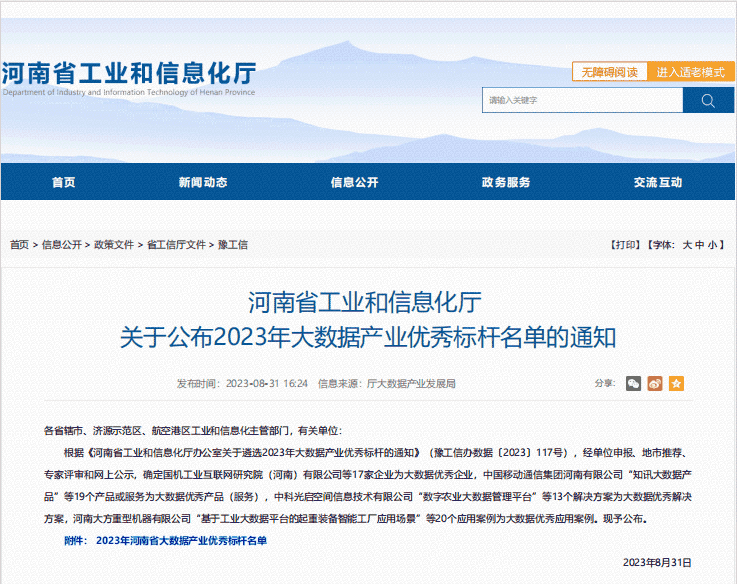 河南省工业和信息化厅
Department of Industry and Information Technology of Henan Province
无障碍阅读 进入适老模式
请输入关键字
首页 新闻动态 信息公开 政务服务 交流互动
首页 > 信息公开 > 政策文件 > 省工信厅文件 > 豫工信 【打印】【字体: 大 中 小 】
河南省工业和信息化厅
关于公布2023年大数据产业优秀标杆名单的通知
发布时间: 2023-08-31 16:24 信息来源: 厅大数据产业发展局 分享:
各省辖市、济源示范区、航空港区工业和信息化主管部门，有关单位:
根据《河南省工业和信息化厅办公室关于遴选2023年大数据产业优秀标杆的通知》（豫工信办数据〔2023〕117号），经单位申报、地市推荐、
专家评审和网上公示，确定国机工业互联网研究院（河南）有限公司等17家企业为大数据优秀企业，中国移动通信集团河南有限公司“知讯大数据产
品”等19个产品或服务为大数据优秀产品（服务），中科光启空间信息技术有限公司“数字农业大数据管理平台”等13个解决方案为大数据优秀解决
方案，河南大方重型机器有限公司“基于工业大数据平台的起重装备智能工厂应用场景”等20个应用案例为大数据优秀应用案例。现予公布。
附件: 2023年河南省大数据产业优秀标杆名单
2023年8月31日